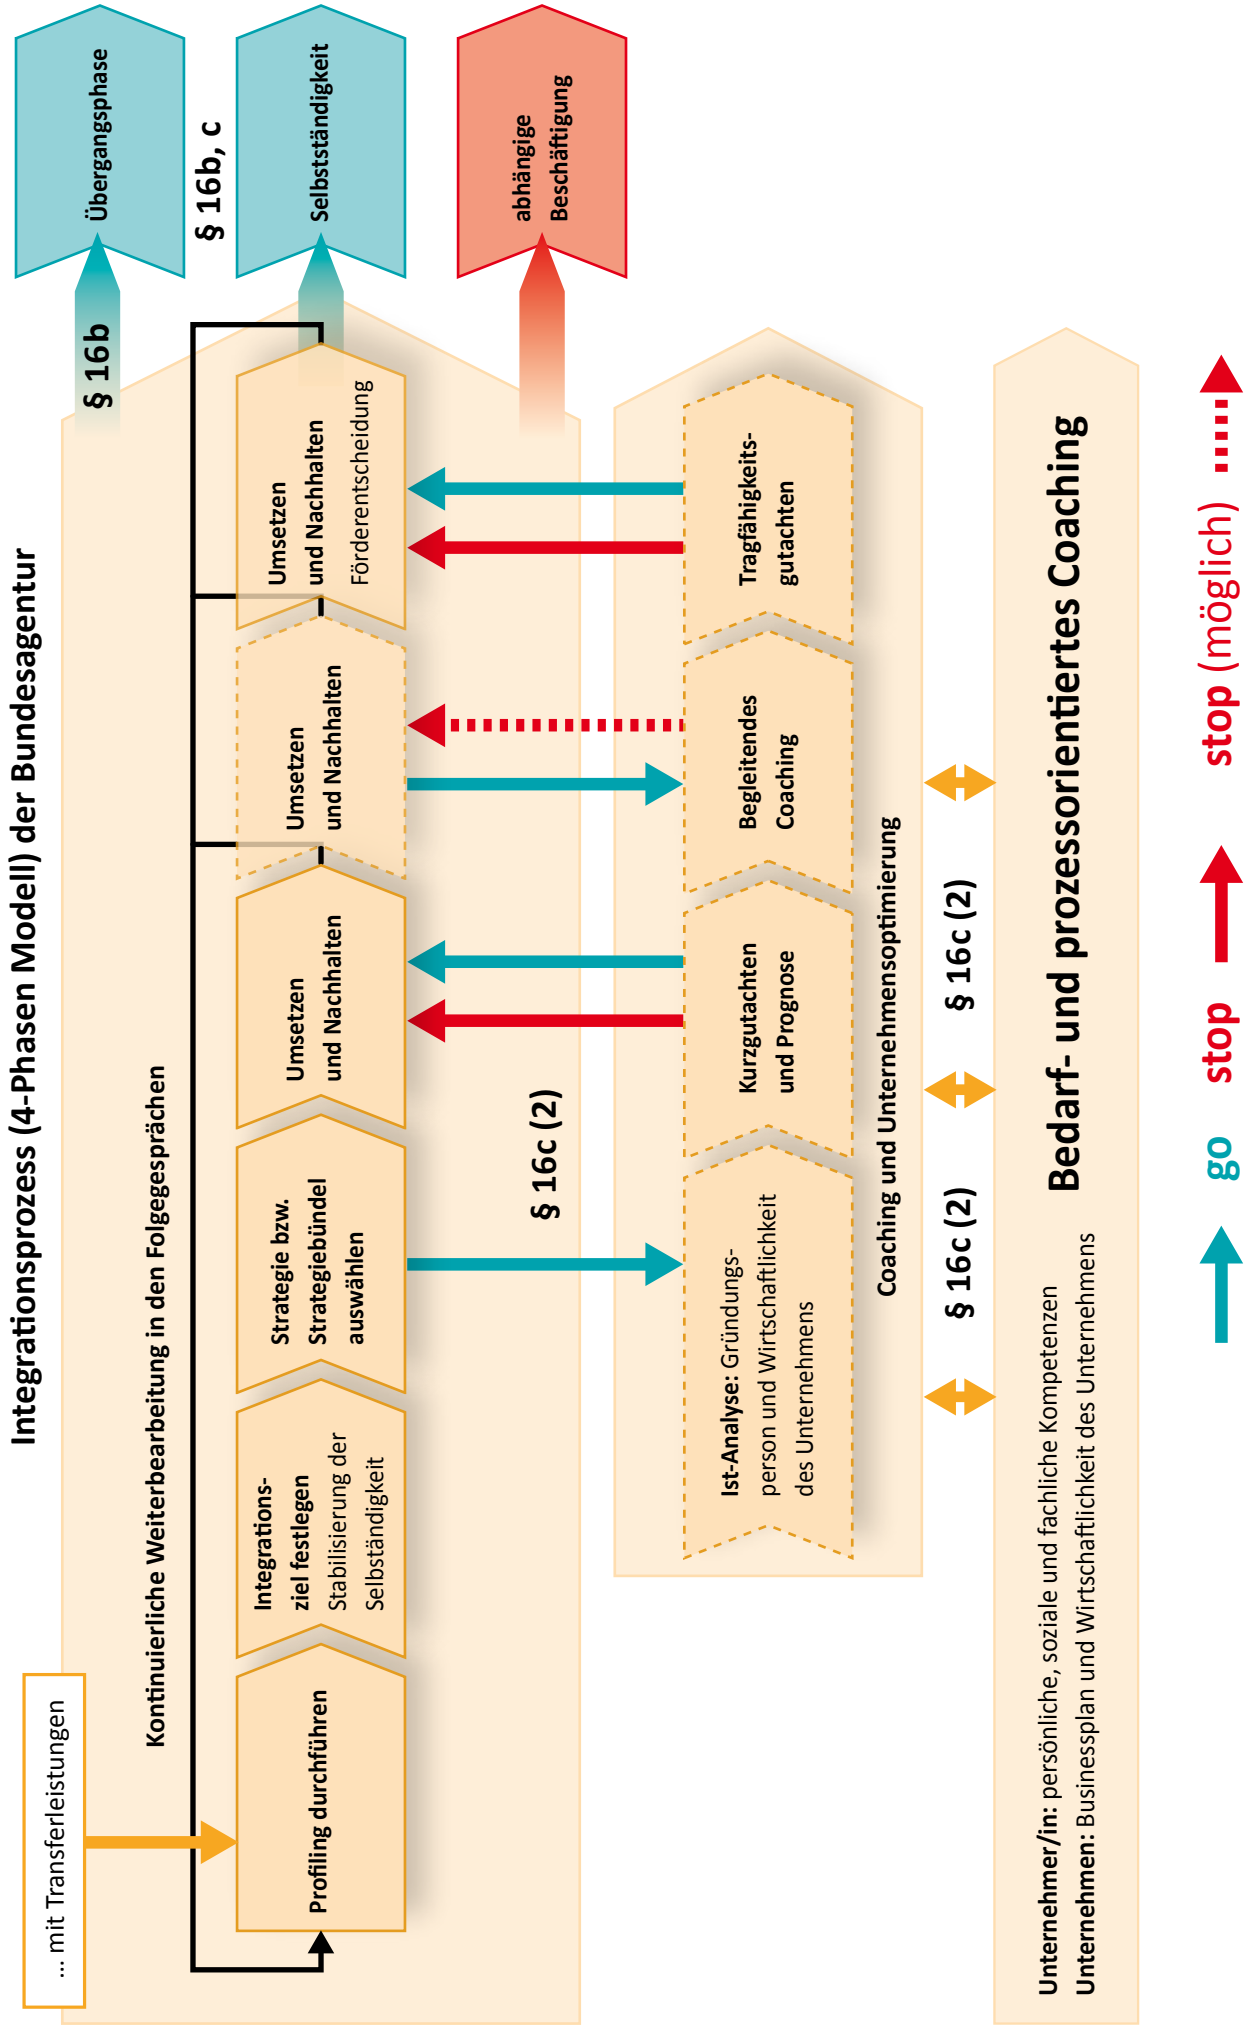 Integrationsprozess (4-Phasen Modell) der Bundesagentur
... mit Transferleistungen
Kontinuierliche Weiterbearbeitung in den Folgegesprächen
Profiling durchführen
Integrations-
ziel festlegen
Stabilisierung der
Selbständigkeit
Strategie bzw.
Strategiebündel
auswählen
Umsetzen
und Nachhalten
Umsetzen
und Nachhalten
Umsetzen
und Nachhalten
Förderentscheidung
§ 16b
Übergangsphase
§ 16b, c
Selbstständigkeit
abhängige
Beschäftigung
§ 16c (2)
Ist-Analyse: Gründungs-
person und Wirtschaftlichkeit
des Unternehmens
Kurzgutachten
und Prognose
Begleitendes
Coaching
Tragfähigkeits-
gutachten
Coaching und Unternehmensoptimierung
§ 16c (2)
§ 16c (2)
Unternehmer/in: persönliche, soziale und fachliche Kompetenzen
Unternehmen: Businessplan und Wirtschaftlichkeit des Unternehmens
Bedarf- und prozessorientiertes Coaching
go
stop
stop (möglich)